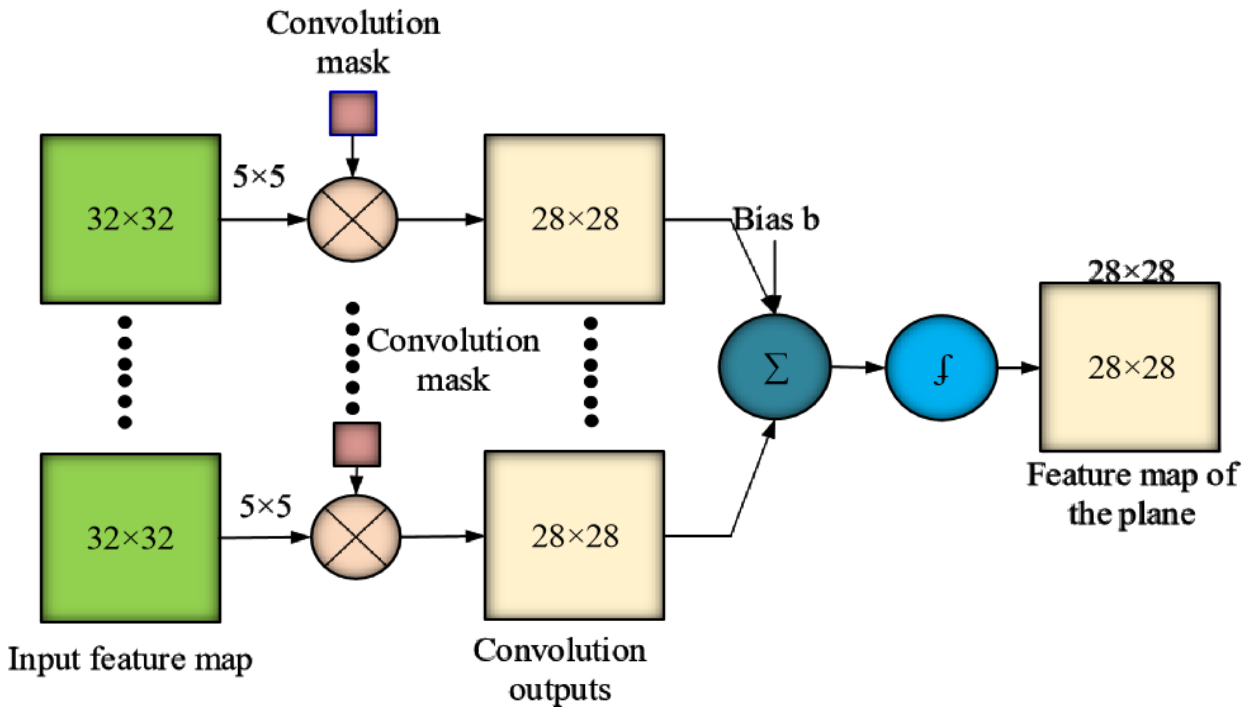 Convolution
mask
5×5
32×32
28×28
Bias b
28×28
Convolution
mask
Σ
ʄ
28×28
Feature map of
the plane
5×5
32×32
28×28
Input feature map
Convolution
outputs